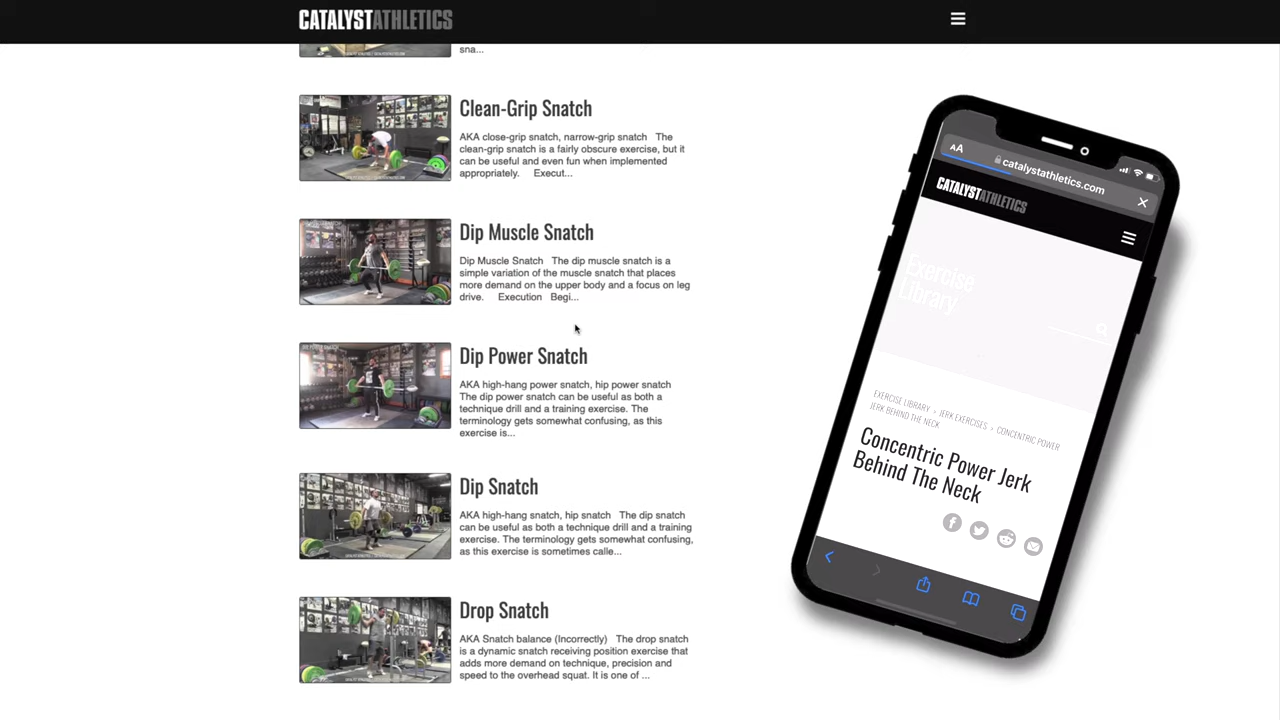 CATALYSTATHLETICS
sna...
Clean-Grip Snatch
AKA close-grip snatch, narrow-grip snatch The
clean-grip snatch is a fairly obscure exercise, but it
can be useful and even fun when implemented
appropriately. Execut...
Dip Muscle Snatch
Dip Muscle Snatch The dip muscle snatch is a
simple variation of the muscle snatch that places
more demand on the upper body and a focus on leg
drive. Execution Begi...
Dip Power Snatch
AKA high-hang power snatch, hip power snatch
The dip power snatch can be useful as both a
technique drill and a training exercise. The
terminology gets somewhat confusing, as this
exercise is...
Dip Snatch
AKA high-hang snatch, hip snatch The dip snatch
can be useful as both a technique drill and a training
exercise. The terminology gets somewhat confusing,
as this exercise is sometimes calle...
Drop Snatch
AKA Snatch balance (Incorrectly) The drop snatch
is a dynamic snatch receiving position exercise that
adds more demand on technique, precision and
speed to the overhead squat. It is one of ...
AA catalystathletics.com
CATALYSTATHLETICS
Exercise
Library
EXERCISE LIBRARY > JERK EXERCISES > CONCENTRIC POWER
JERK BEHIND THE NECK
Concentric Power Jerk
Behind The Neck